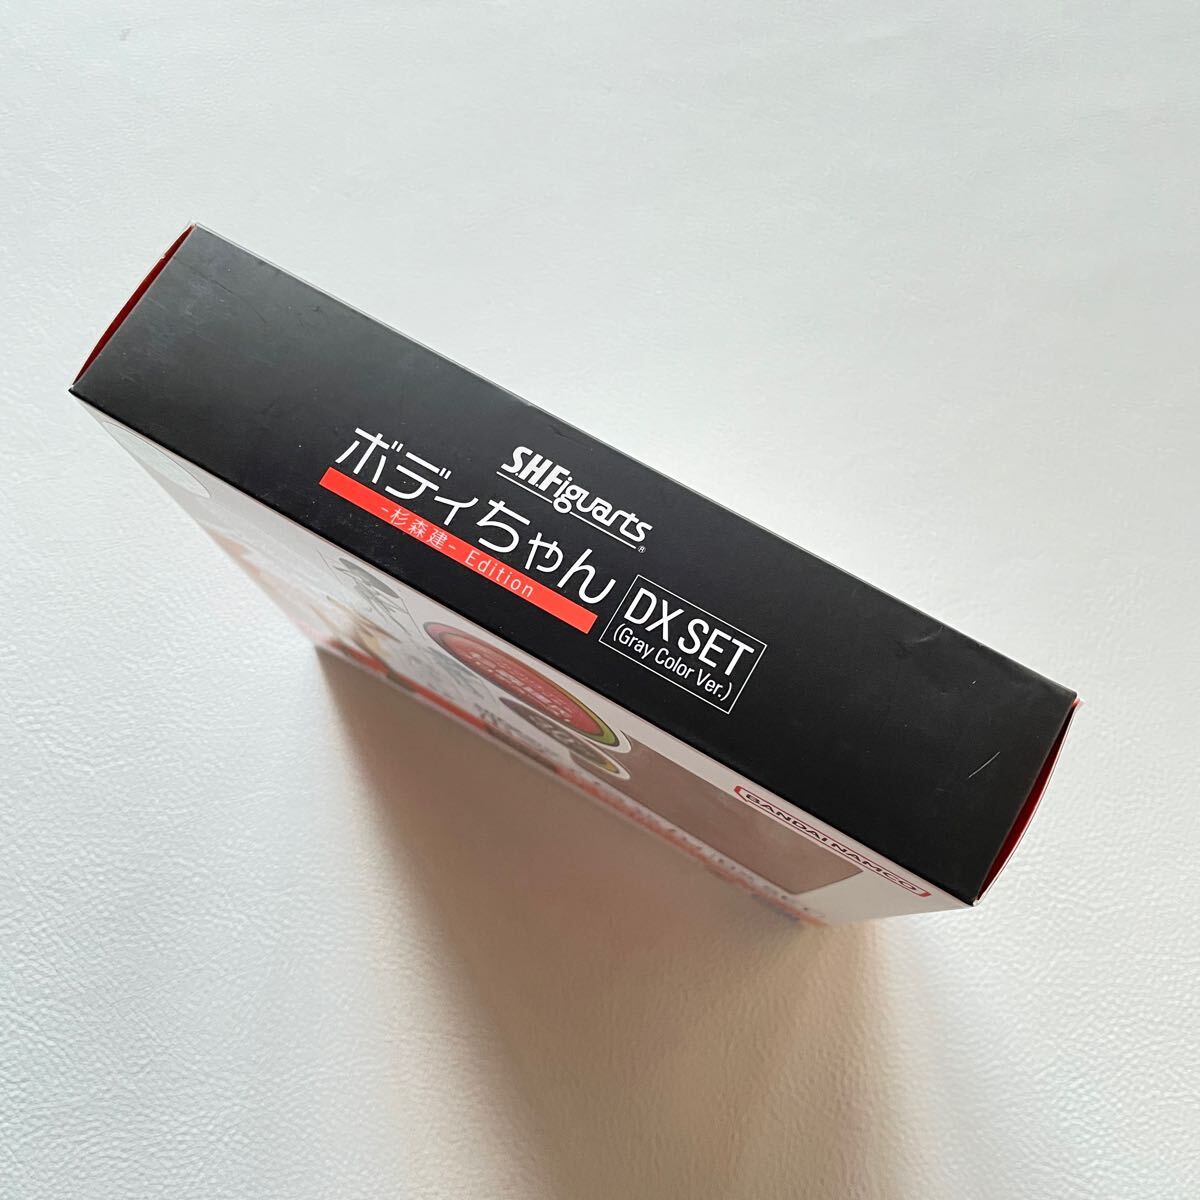 S.H.Figuarts®
ボディちゃん
-杉森建- Edition
DX SET
(Gray Color Ver.)
BANDAI NAMCO